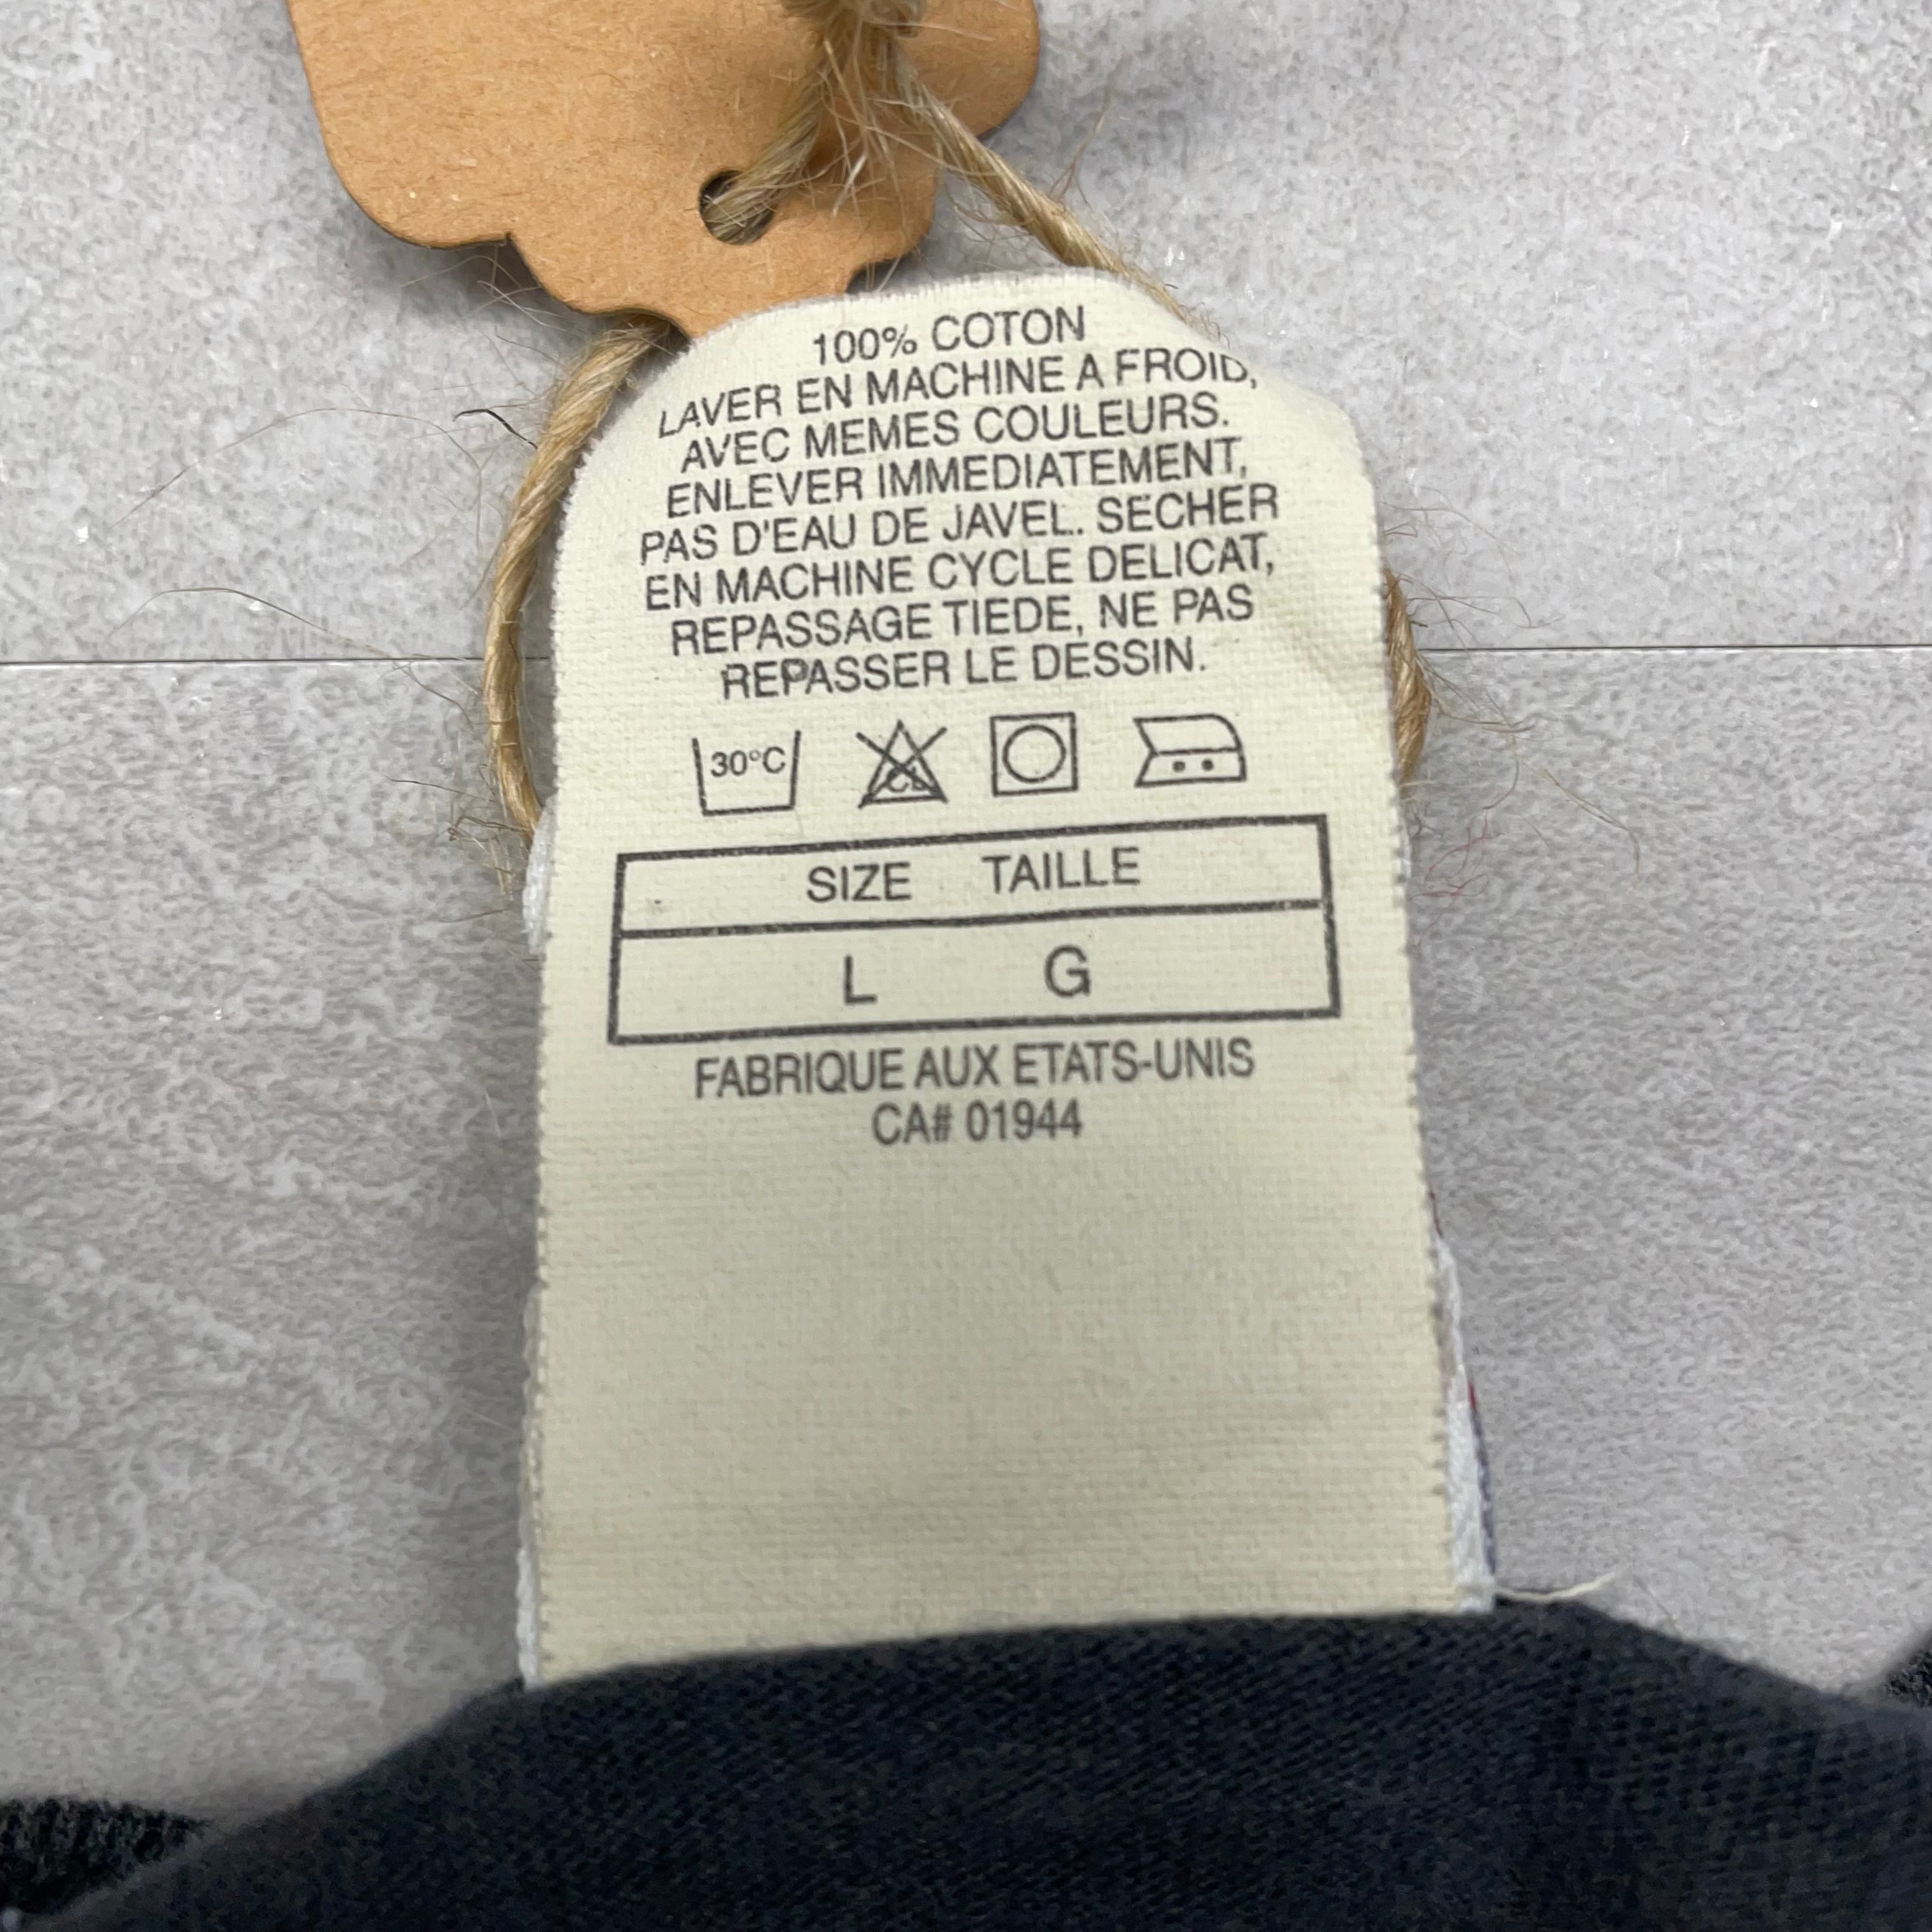 100% COTON
LAVER EN MACHINE A FROID,
AVEC MEMES COULEURS.
ENLEVER IMMEDIATEMENT,
PAS D'EAU DE JAVEL. SECHER
EN MACHINE CYCLE DELICAT,
REPASSAGE TIEDE, NE PAS
REPASSER LE DESSIN.
30°C CL
SIZE TAILLE
L G
FABRIQUE AUX ETATS-UNIS
CA# 01944